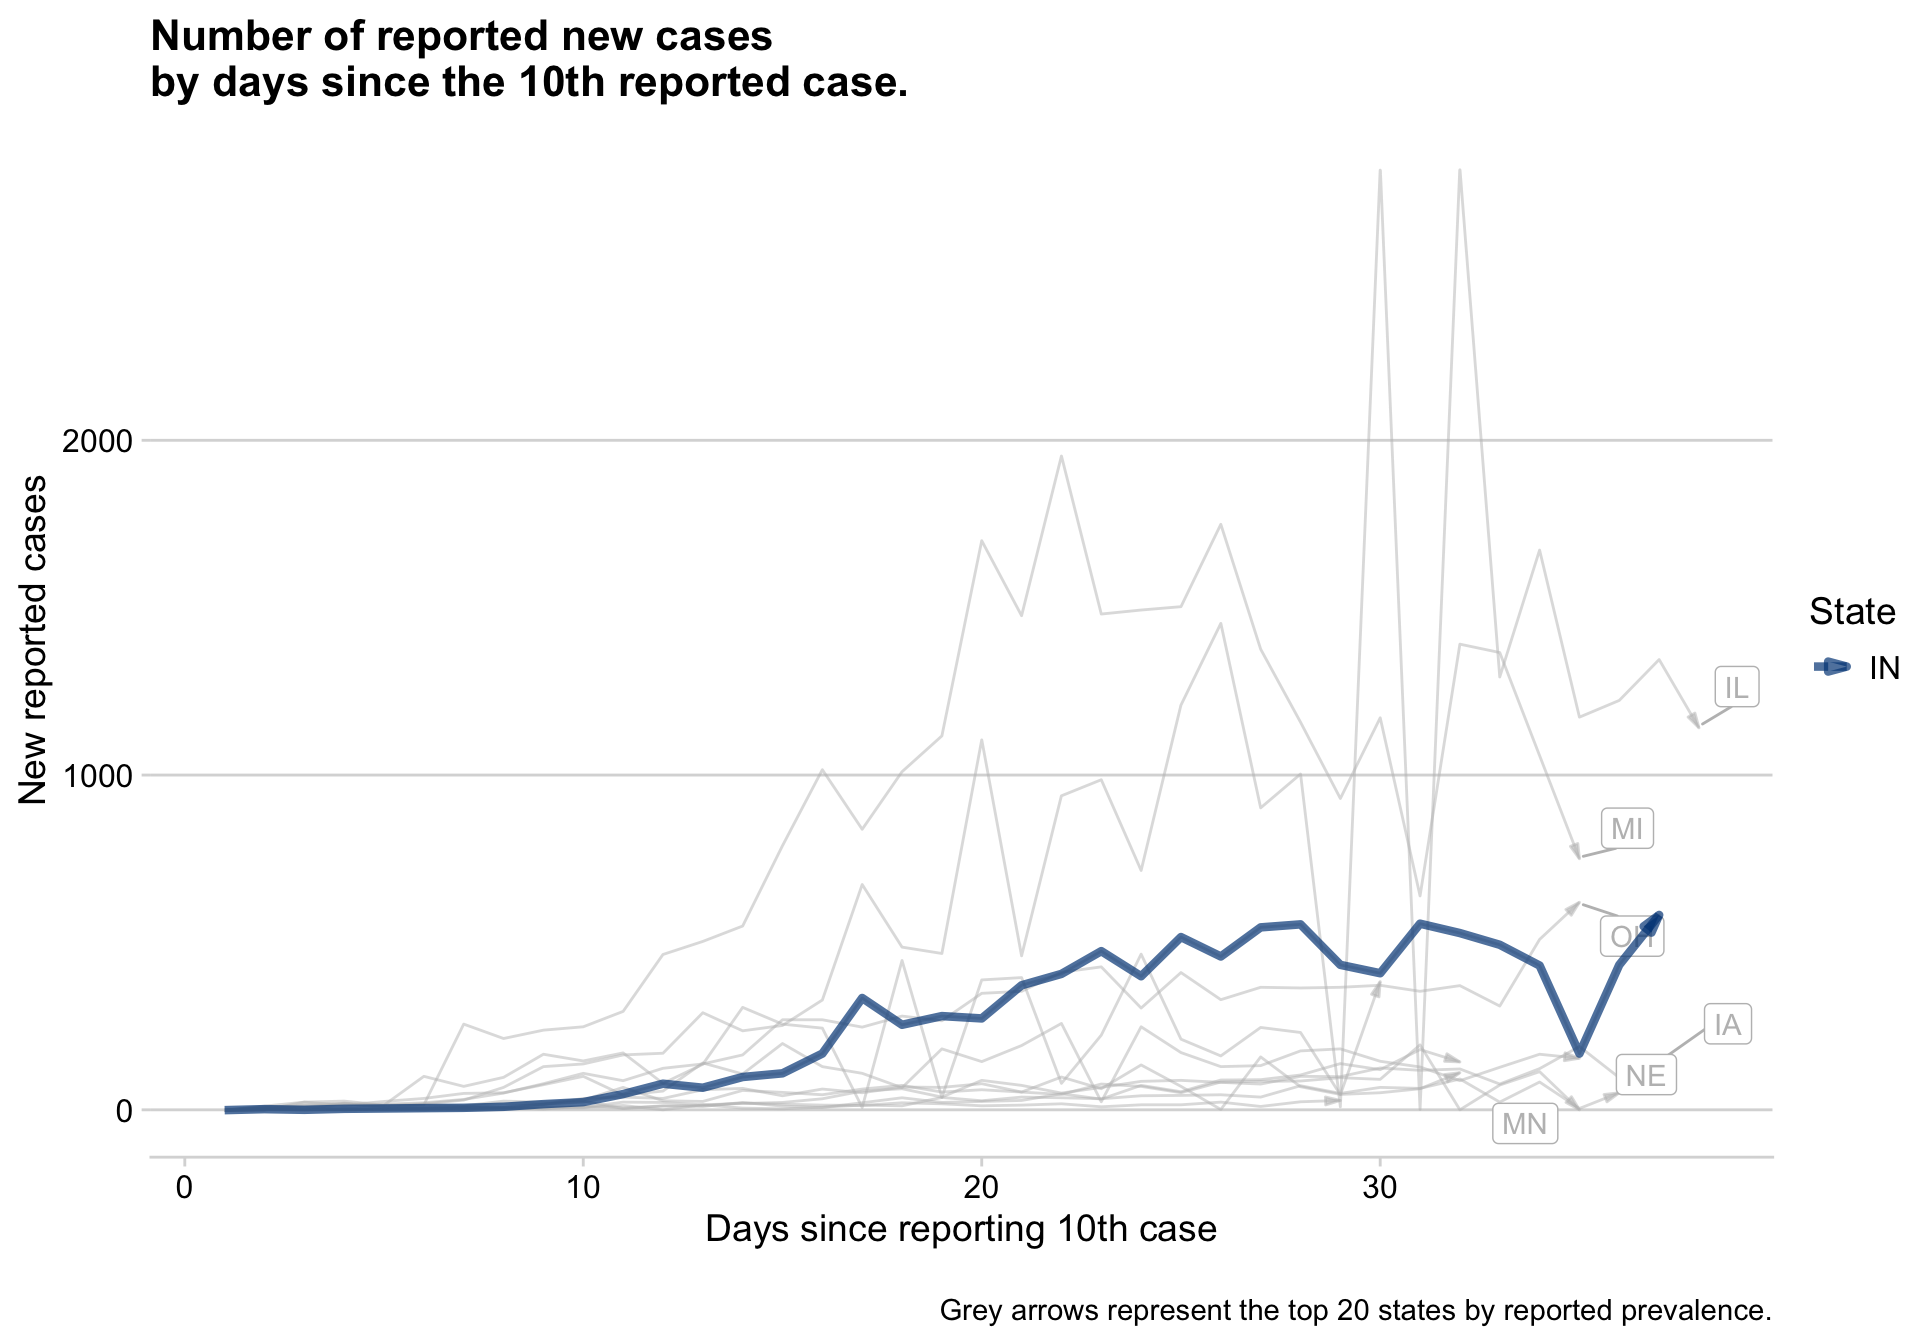 Number of reported new cases
by days since the 10th reported case.
New reported cases
2000
1000
0
IL
MI
OH
IA
NE
MN
State
IN
0
10
20
30
Days since reporting 10th case
Grey arrows represent the top 20 states by reported prevalence.